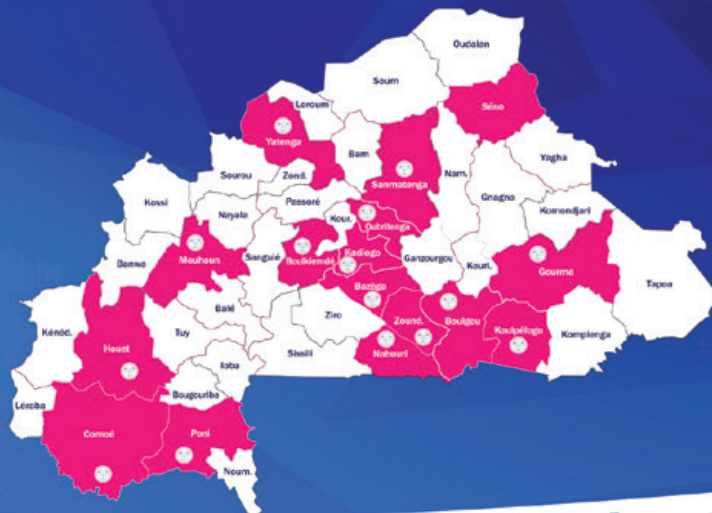 Oudalan
Soum
Loroum
Séno
Yatenga
Bam
Yagha
Sanmatenga
Nam.
Sourou
Zond.
Gnagna
Kossi
Passoré
Komondjari
Nayala
Kour.
Oubritenga
Mouhoun
Sanguié
Boulkiemdé
Kadiogo
Ganzourgou
Kouri.
Gourma
Banwa
Bazèga
Tapoa
Balé
Ziro
Zound.
Boulgou
Koulpélogo
Komplenga
Kénéd.
Tuy
Houet
Sissili
Nahouri
Ioba
Bougouriba
Léraba
Comoé
Poni
Noum.